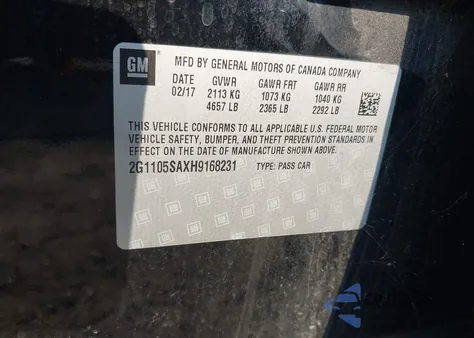 GM
MFD BY GENERAL MOTORS OF CANADA COMPANY
DATE GVWR GAWR FRT GAWR RR
02/17 2113 KG 1073 KG 1040 KG
4657 LB 2365 LB 2292 LB
THIS VEHICLE CONFORMS TO ALL APPLICABLE U.S. FEDERAL MOTOR
VEHICLE SAFETY, BUMPER, AND THEFT PREVENTION STANDARDS IN
EFFECT ON THE DATE OF MANUFACTURE SHOWN ABOVE.
2G1105SAXH9168231 TYPE: PASS CAR